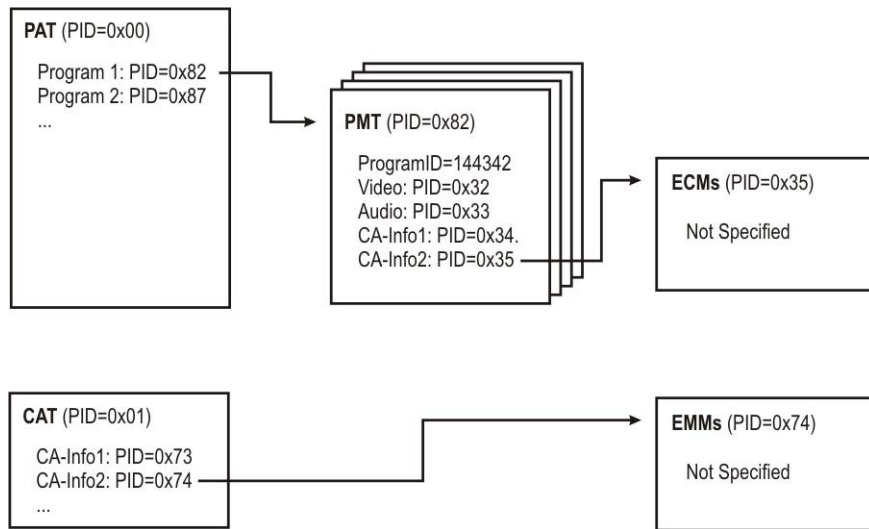 PAT (PID=0x00)
Program 1: PID=0x82
Program 2: PID=0x87
...
PMT (PID=0x82)
ProgramID=144342
Video: PID=0x32
Audio: PID=0x33
CA-Info1: PID=0x34.
CA-Info2: PID=0x35
ECMs (PID=0x35)
Not Specified
CAT (PID=0x01)
CA-Info1: PID=0x73
CA-Info2: PID=0x74
...
EMMs (PID=0x74)
Not Specified